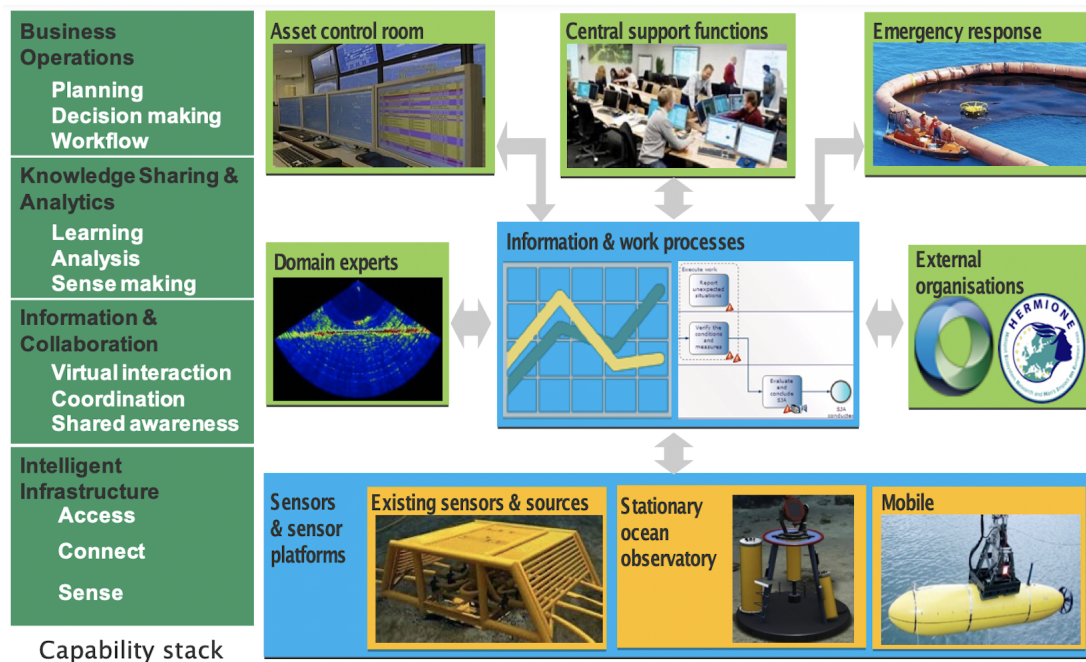 Business
Operations
Planning
Decision making
Workflow
Knowledge Sharing &
Analytics
Learning
Analysis
Sense making
Information &
Collaboration
Virtual interaction
Coordination
Shared awareness
Intelligent
Infrastructure
Access
Connect
Sense
Capability stack
Asset control room
Central support functions
Emergency response
Domain experts
Information & work processes
Execute work
Report
unexpected
situations
Verify the
conditions
and
measures
Evaluate
and
conclude
SJA
SJA
conducted
External
organisations
HERMIONE
Sensors
& sensor
platforms
Existing sensors & sources
Stationary
ocean
observatory
Mobile